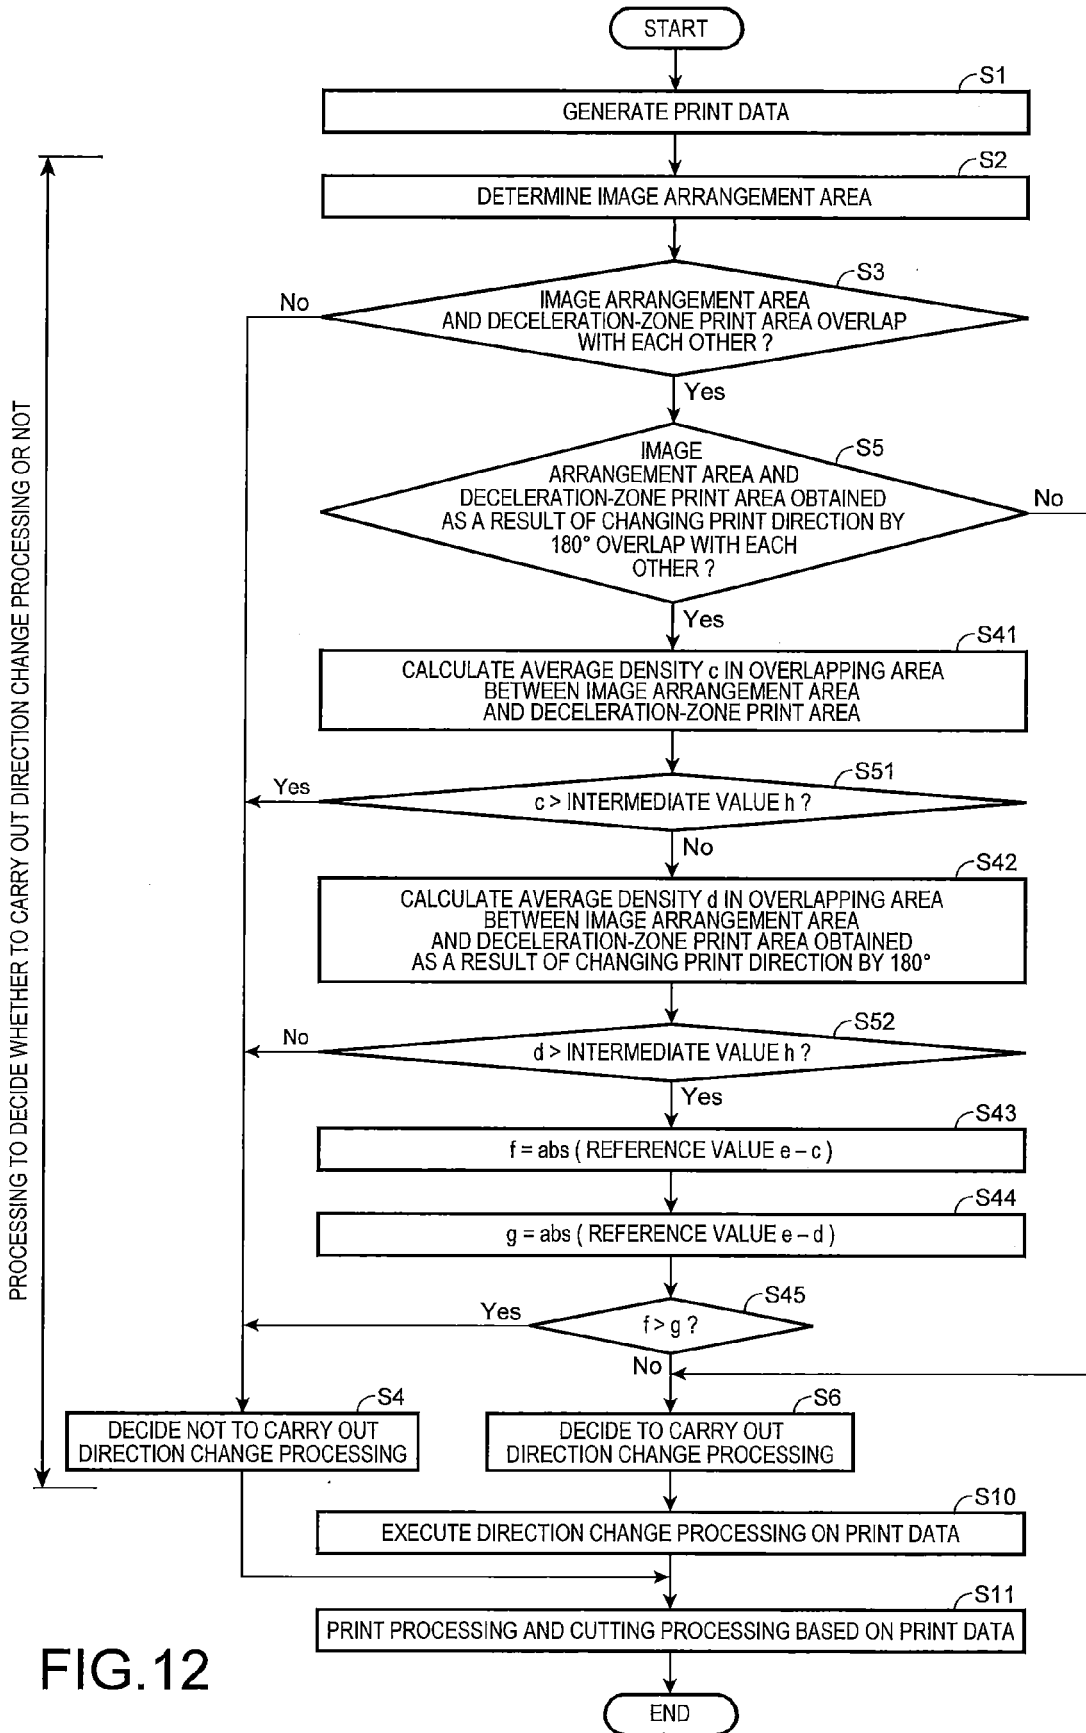 START
S1
GENERATE PRINT DATA
S2
DETERMINE IMAGE ARRANGEMENT AREA
S3
No
IMAGE ARRANGEMENT AREA
AND DECELERATION-ZONE PRINT AREA OVERLAP
WITH EACH OTHER ?
Yes
S5
IMAGE
ARRANGEMENT AREA AND
DECELERATION-ZONE PRINT AREA OBTAINED
AS A RESULT OF CHANGING PRINT DIRECTION BY
180° OVERLAP WITH EACH
OTHER ?
No
Yes
S41
CALCULATE AVERAGE DENSITY c IN OVERLAPPING AREA
BETWEEN IMAGE ARRANGEMENT AREA
AND DECELERATION-ZONE PRINT AREA
S51
Yes
c > INTERMEDIATE VALUE h ?
No
S42
CALCULATE AVERAGE DENSITY d IN OVERLAPPING AREA
BETWEEN IMAGE ARRANGEMENT AREA
AND DECELERATION-ZONE PRINT AREA OBTAINED
AS A RESULT OF CHANGING PRINT DIRECTION BY 180°
S52
No
d > INTERMEDIATE VALUE h ?
Yes
S43
f = abs ( REFERENCE VALUE e – c )
S44
g = abs ( REFERENCE VALUE e – d )
S45
Yes
f > g ?
No
S4
DECIDE NOT TO CARRY OUT
DIRECTION CHANGE PROCESSING
S6
DECIDE TO CARRY OUT
DIRECTION CHANGE PROCESSING
S10
EXECUTE DIRECTION CHANGE PROCESSING ON PRINT DATA
S11
PRINT PROCESSING AND CUTTING PROCESSING BASED ON PRINT DATA
END
PROCESSING TO DECIDE WHETHER TO CARRY OUT DIRECTION CHANGE PROCESSING OR NOT
FIG.12